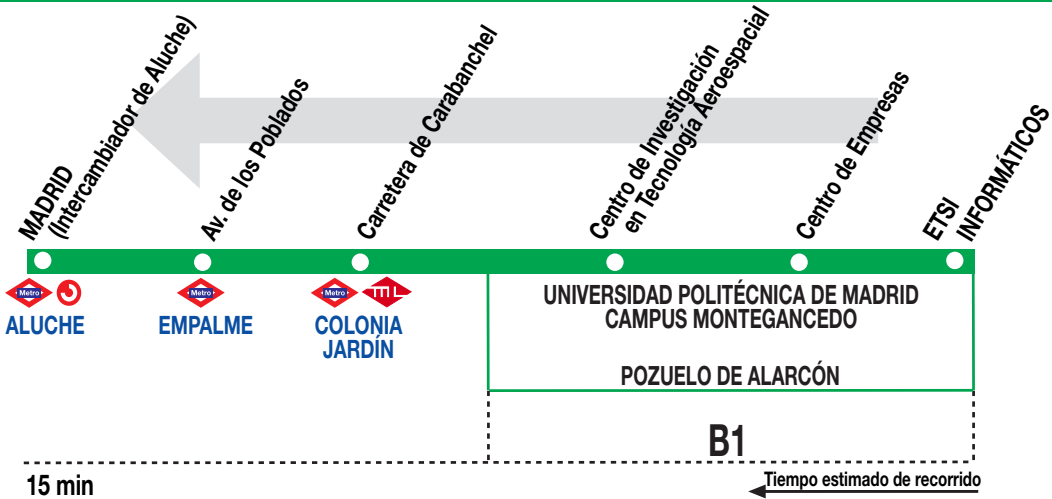 MADRID
(Intercambiador de Aluche)
Av. de los Poblados
Carretera de Carabanchel
Centro de Investigación
en Tecnología Aeroespacial
Centro de Empresas
ETSI
INFORMÁTICOS
Metro
Metro
Metro
ML
ALUCHE
EMPALME
COLONIA
JARDÍN
UNIVERSIDAD POLITÉCNICA DE MADRID
CAMPUS MONTEGANCEDO
POZUELO DE ALARCÓN
B1
15 min
Tiempo estimado de recorrido